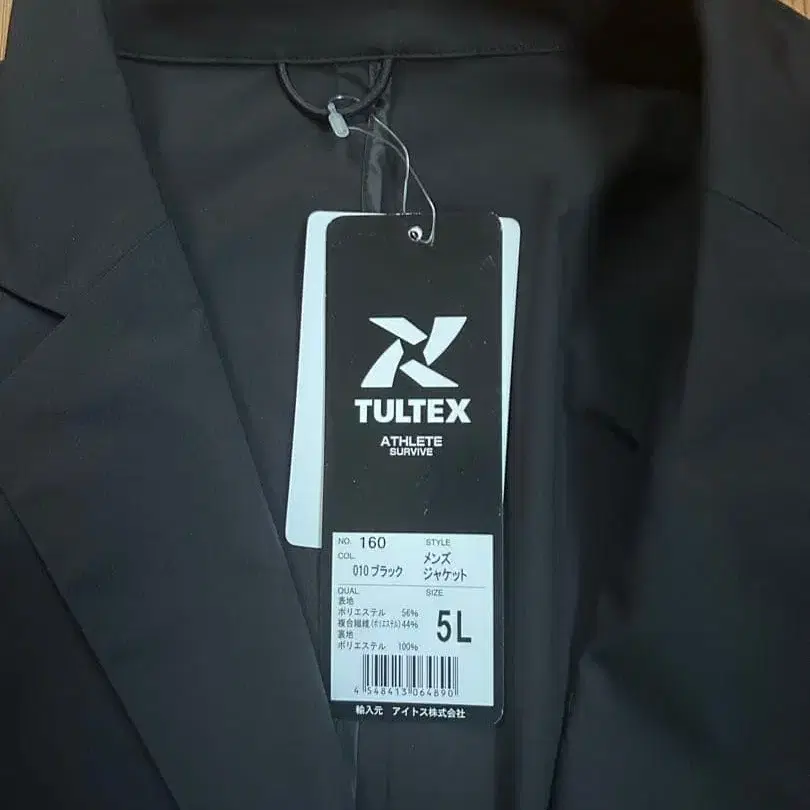 TULTEX
ATHLETE
SURVIVE
NO. 160
STYLE
メンズ
ジャケット
COL.
010 ブラック
QUAL.
表地
ポリエステル 56%
複合繊維(ポリエステル)44%
裏地
ポリエステル 100%
SIZE
5L
4 548413 064890
輸入元 アイトス株式会社